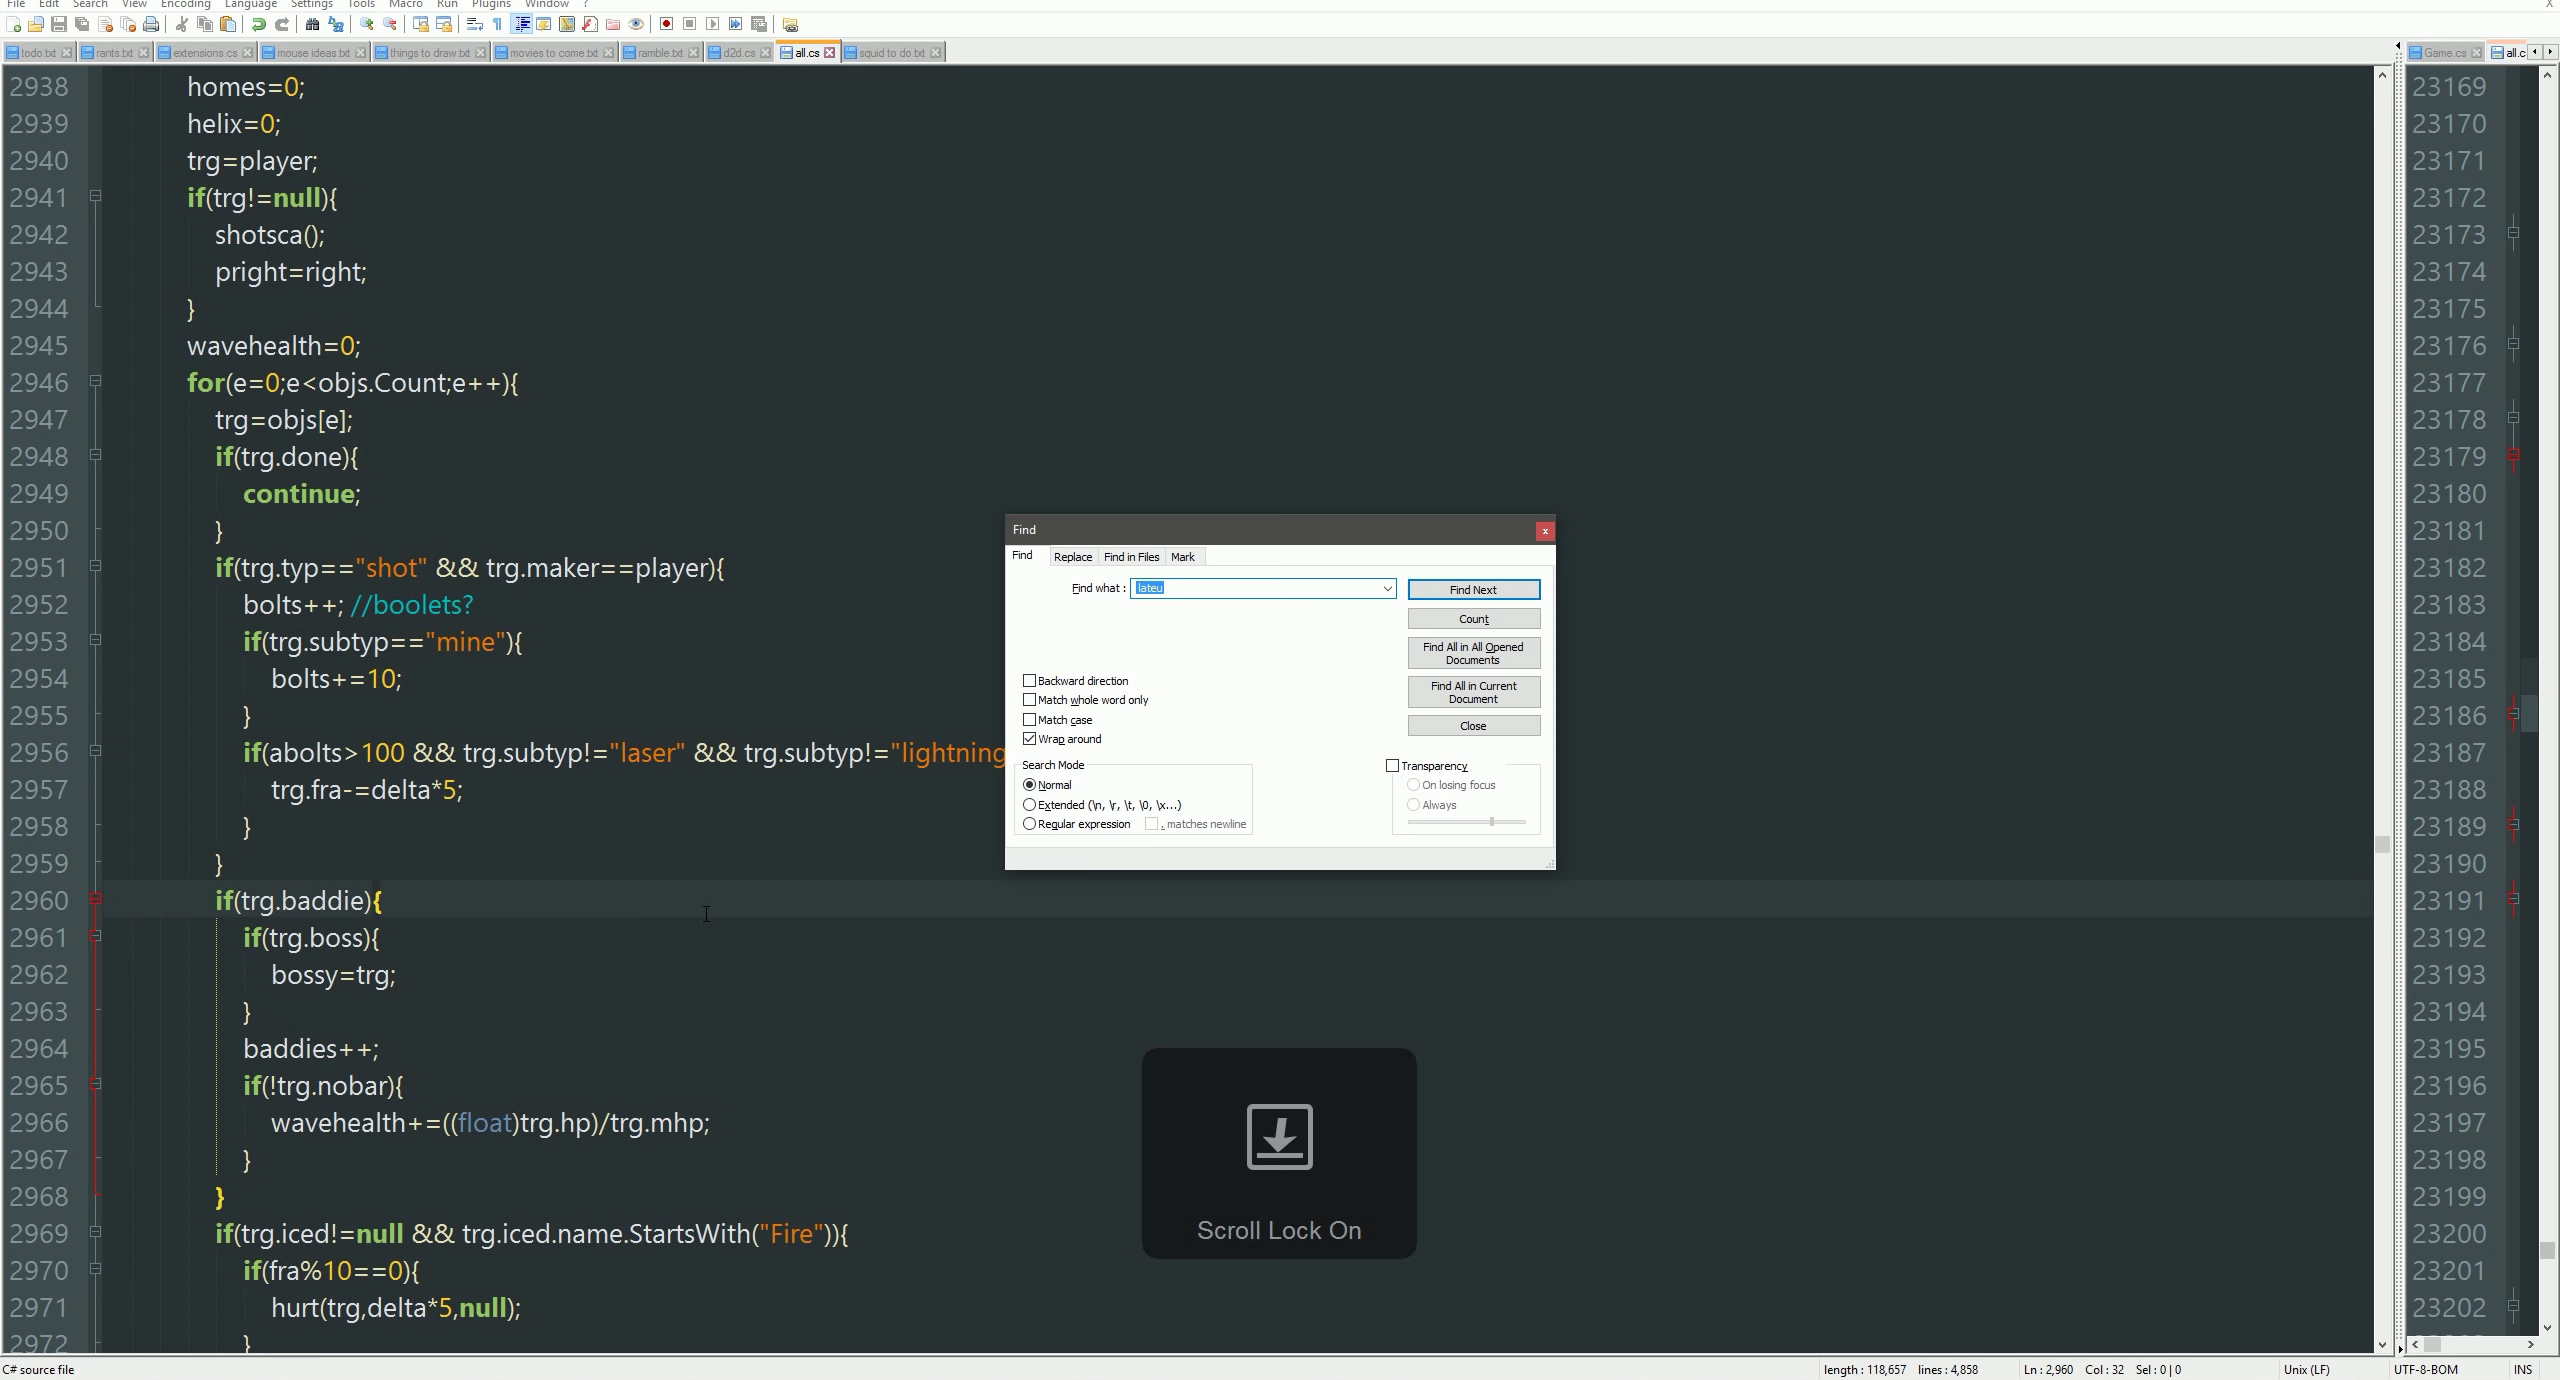 File Edit Search View Encoding Language Settings Tools Macro Run Plugins Window ? X
todo.txt rants.txt extensions.cs mouse ideas.txt things to draw.txt movies to come.txt ramble.txt d2d.cs all.cs squid to do.txt Game.cs all.c
2938 homes=0;
2939 helix=0;
2940 trg=player;
2941 if(trg!=null){
2942 shotsca();
2943 pright=right;
2944 }
2945 wavehealth=0;
2946 for(e=0;e<objs.Count;e++){
2947 trg=objs[e];
2948 if(trg.done){
2949 continue;
2950 }
2951 if(trg.typ=="shot" && trg.maker==player){
2952 bolts++; //boolets?
2953 if(trg.subtyp=="mine"){
2954 bolts+=10;
2955 }
2956 if(abolts>100 && trg.subtyp!="laser" && trg.subtyp!="lightning
2957 trg.fra-=delta*5;
2958 }
2959 }
2960 if(trg.baddie){
2961 if(trg.boss){
2962 bossy=trg;
2963 }
2964 baddies++;
2965 if(!trg.nobar){
2966 wavehealth+=((float)trg.hp)/trg.mhp;
2967 }
2968 }
2969 if(trg.iced!=null && trg.iced.name.StartsWith("Fire")){
2970 if(fra%10==0){
2971 hurt(trg,delta*5,null);
2972 }
Find x
Find Replace Find in Files Mark
Find what : lateu Find Next
Count
Find All in All Opened
Documents
Backward direction
Find All in Current
Document
Match whole word only
Match case
Close
Wrap around
Search Mode
Transparency
Normal
On losing focus
Extended (\n, \r, \t, \0, \x...)
Always
Regular expression . matches newline
Scroll Lock On
23169
23170
23171
23172
23173
23174
23175
23176
23177
23178
23179
23180
23181
23182
23183
23184
23185
23186
23187
23188
23189
23190
23191
23192
23193
23194
23195
23196
23197
23198
23199
23200
23201
23202
C# source file length : 118,657 lines : 4,858 Ln : 2,960 Col : 32 Sel : 0 | 0 Unix (LF) UTF-8-BOM INS